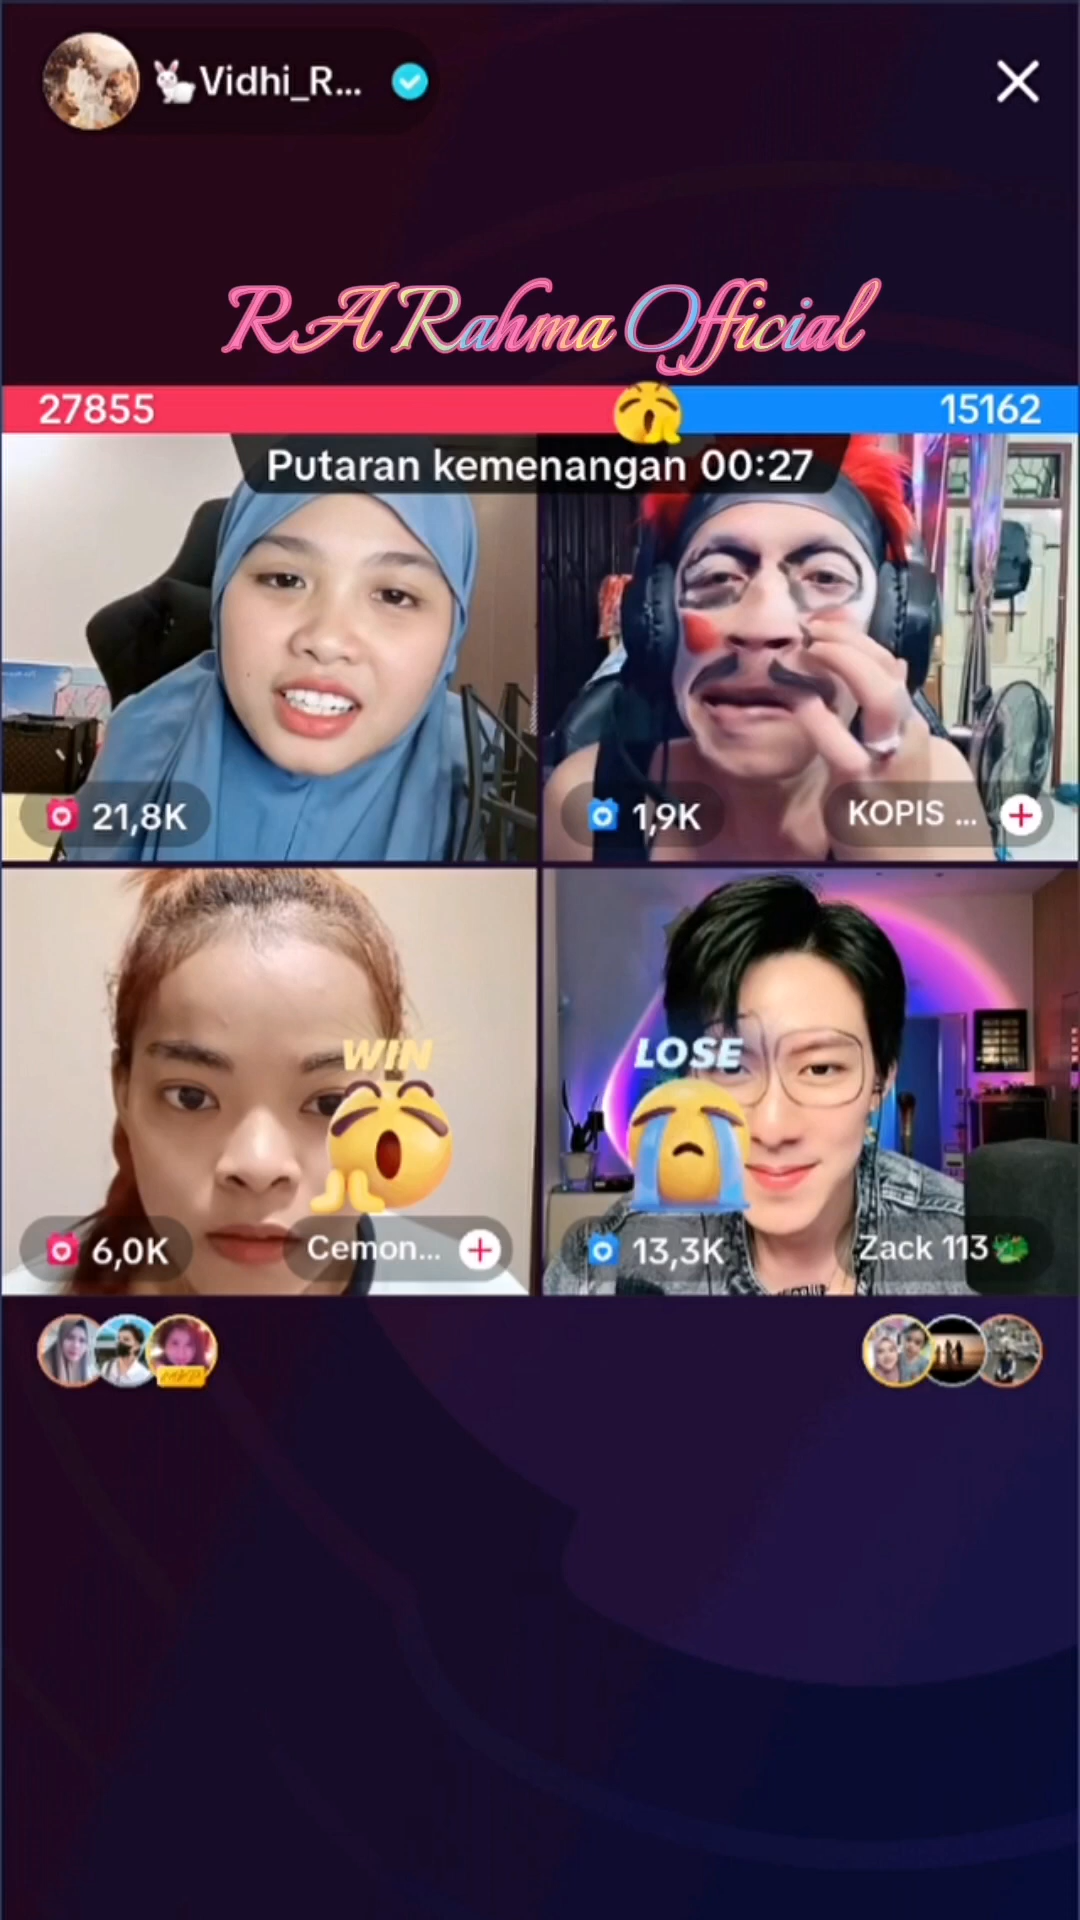 Vidhi_R...
RA Rahma Official
27855
15162
Putaran kemenangan 00:27
21,8K
1,9K
KOPIS ...
WIN
LOSE
6,0K
Cemon...
13,3K
Zack 113